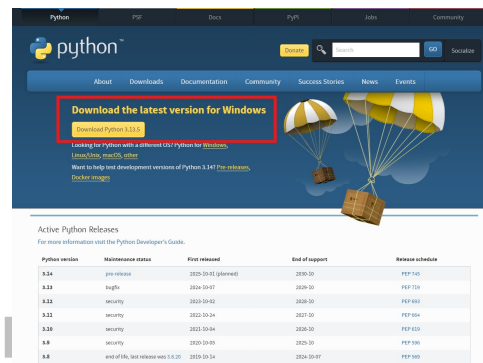 Python
PSF
Docs
PyPI
Jobs
Community
python™
Donate
Search
GO
Socialize
About
Downloads
Documentation
Community
Success Stories
News
Events
Download the latest version for Windows
Download Python 3.13.5
Looking for Python with a different OS? Python for Windows,
Linux/Unix, macOS, other
Want to help test development versions of Python 3.14? Pre-releases,
Docker images
Active Python Releases
For more information visit the Python Developer's Guide.
Python version Maintenance status First released End of support Release schedule
3.14 pre-release 2025-10-01 (planned) 2030-10 PEP 745
3.13 bugfix 2024-10-07 2029-10 PEP 719
3.12 security 2023-10-02 2028-10 PEP 693
3.11 security 2022-10-24 2027-10 PEP 664
3.10 security 2021-10-04 2026-10 PEP 619
3.9 security 2020-10-05 2025-10 PEP 596
3.8 end of life, last release was 3.8.20 2019-10-14 2024-10-07 PEP 569